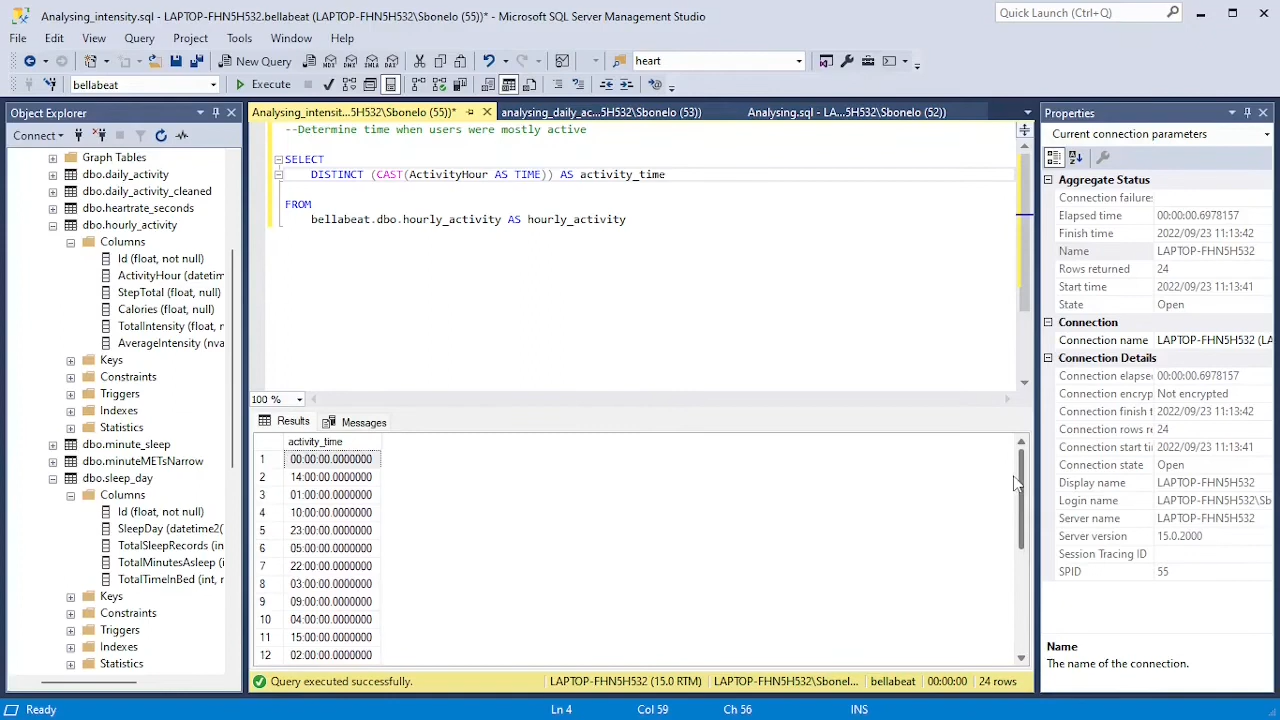 Analysing_intensity.sql - LAPTOP-FHN5H532.bellabeat (LAPTOP-FHN5H532\Sbonelo (55))* - Microsoft SQL Server Management Studio
Quick Launch (Ctrl+Q)
File Edit View Query Project Tools Window Help
New Query
heart
bellabeat
Execute
Object Explorer
Connect
Graph Tables
dbo.daily_activity
dbo.daily_activity_cleaned
dbo.heartrate_seconds
dbo.hourly_activity
Columns
Id (float, not null)
ActivityHour (datetim
StepTotal (float, null)
Calories (float, null)
TotalIntensity (float, n
AverageIntensity (nva
Keys
Constraints
Triggers
Indexes
Statistics
dbo.minute_sleep
dbo.minuteMETsNarrow
dbo.sleep_day
Columns
Id (float, not null)
SleepDay (datetime2(
TotalSleepRecords (in
TotalMinutesAsleep (i
TotalTimeInBed (int, n
Keys
Constraints
Triggers
Indexes
Statistics
Analysing_intensit...5H532\Sbonelo (55))*
analysing_daily_ac...5H532\Sbonelo (53))
Analysing.sql - LA...5H532\Sbonelo (52))
--Determine time when users were mostly active
SELECT
DISTINCT (CAST(ActivityHour AS TIME)) AS activity_time
FROM
bellabeat.dbo.hourly_activity AS hourly_activity
100 %
Results Messages
activity_time
1 00:00:00.0000000
2 14:00:00.0000000
3 01:00:00.0000000
4 10:00:00.0000000
5 23:00:00.0000000
6 05:00:00.0000000
7 22:00:00.0000000
8 03:00:00.0000000
9 09:00:00.0000000
10 04:00:00.0000000
11 15:00:00.0000000
12 02:00:00.0000000
Query executed successfully.
LAPTOP-FHN5H532 (15.0 RTM)
LAPTOP-FHN5H532\Sbonel...
bellabeat
00:00:00
24 rows
Properties
Current connection parameters
Aggregate Status
Connection failures
Elapsed time 00:00:00.6978157
Finish time 2022/09/23 11:13:42
Name LAPTOP-FHN5H532
Rows returned 24
Start time 2022/09/23 11:13:41
State Open
Connection
Connection name LAPTOP-FHN5H532 (LA
Connection Details
Connection elapse 00:00:00.6978157
Connection encryp Not encrypted
Connection finish t 2022/09/23 11:13:42
Connection rows re 24
Connection start ti 2022/09/23 11:13:41
Connection state Open
Display name LAPTOP-FHN5H532
Login name LAPTOP-FHN5H532\Sb
Server name LAPTOP-FHN5H532
Server version 15.0.2000
Session Tracing ID
SPID 55
Name
The name of the connection.
Ready
Ln 4
Col 59
Ch 56
INS